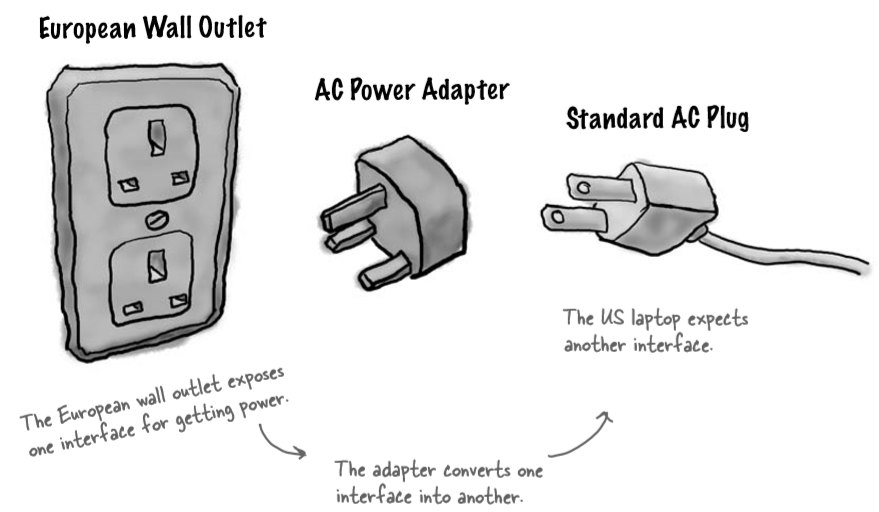 European Wall Outlet
AC Power Adapter
Standard AC Plug
The US laptop expects
another interface.
The European wall outlet exposes
one interface for getting power.
The adapter converts one
interface into another.